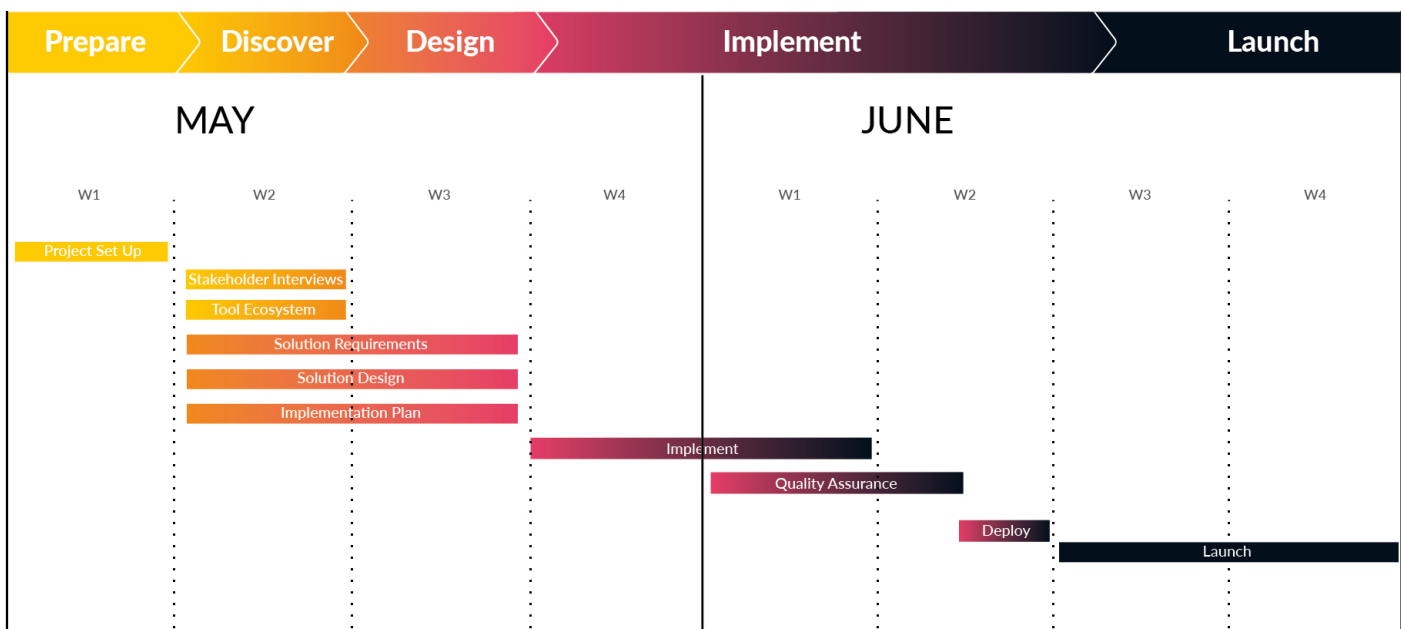 Prepare Discover Design Implement Launch
MAY JUNE
W1 W2 W3 W4 W1 W2 W3 W4
Project Set Up
Stakeholder Interviews
Tool Ecosystem
Solution Requirements
Solution Design
Implementation Plan
Implement
Quality Assurance
Deploy
Launch